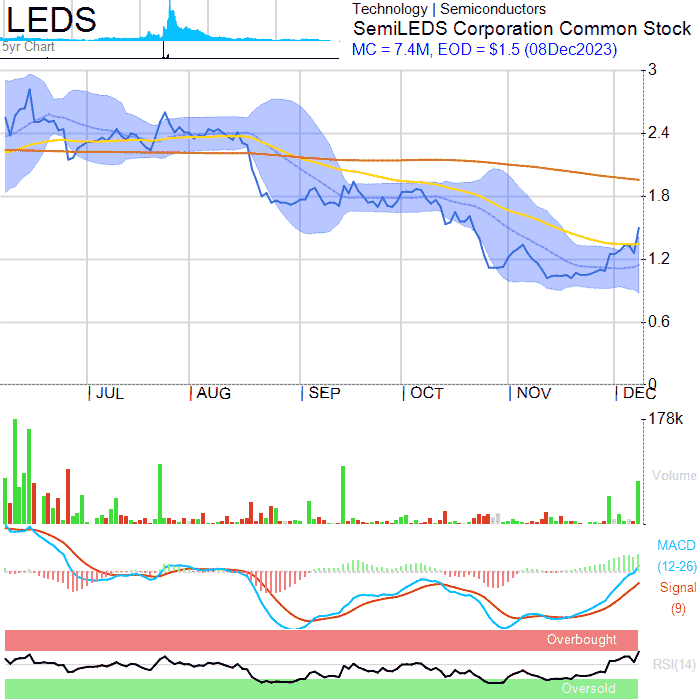 LEDS
5yr Chart
Technology | Semiconductors
SemiLEDS Corporation Common Stock
MC = 7.4M, EOD = $1.5 (08Dec2023)
3
2.4
1.8
1.2
0.6
0
JUL
AUG
SEP
OCT
NOV
DEC
178k
Volume
MACD
(12-26)
Signal
(9)
Overbought
RSI(14)
Oversold